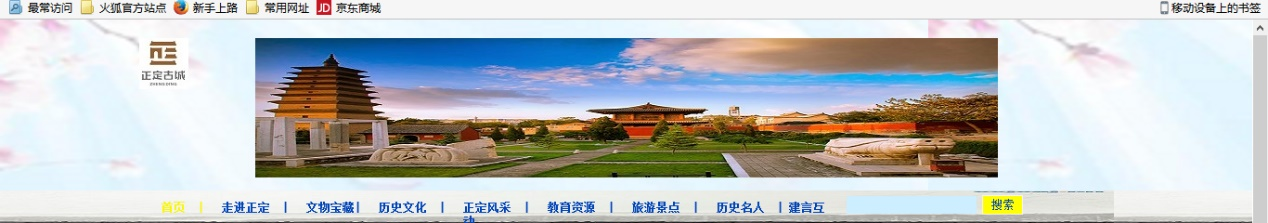 最常访问 火狐官方站点 新手上路 常用网址 JD 京东商城 移动设备上的书签
正定古城
首页 | 走进正定 | 文物宝藏| 历史文化 | 正定风采 | 教育资源 | 旅游景点 | 历史名人 | 建言互动 搜索